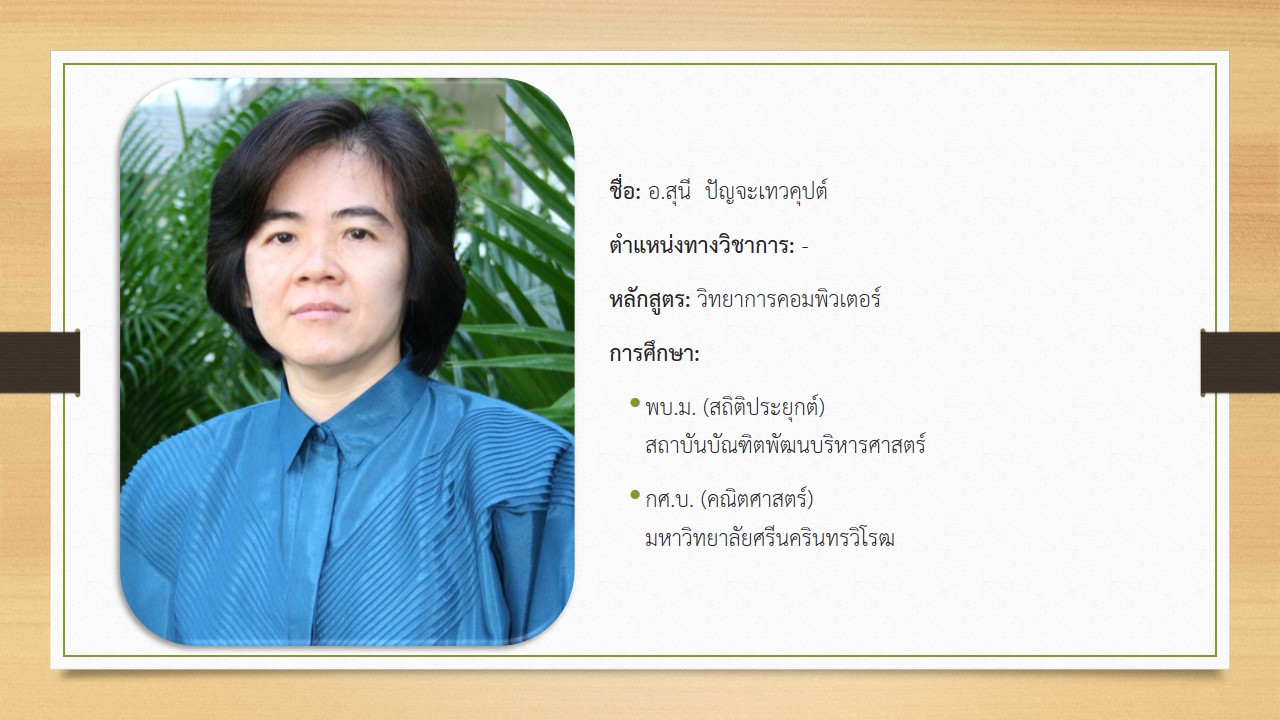 ชื่อ: อ.สุนี  ปัญจะเทวคุปต์
ตำแหน่งทางวิชาการ: -
หลักสูตร: วิทยาการคอมพิวเตอร์
การศึกษา:
• พบ.ม. (สถิติประยุกต์)
สถาบันบัณฑิตพัฒนบริหารศาสตร์
• กศ.บ. (คณิตศาสตร์)
มหาวิทยาลัยศรีนครินทรวิโรฒ